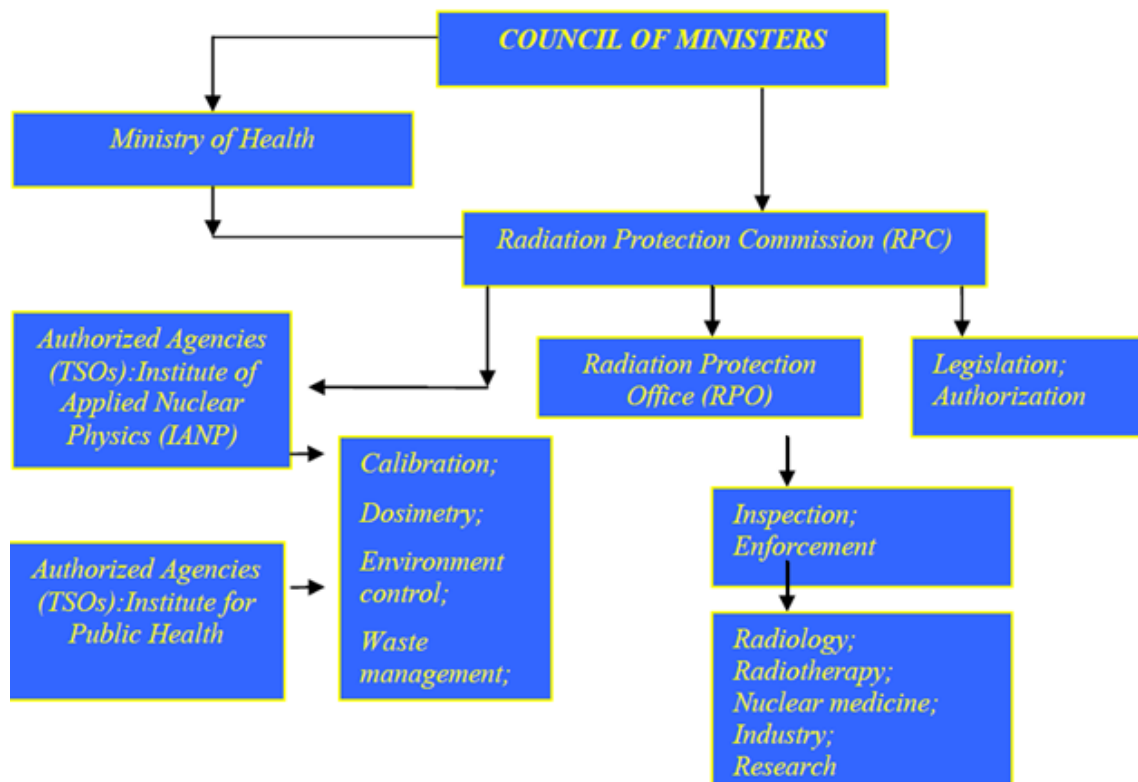 COUNCIL OF MINISTERS
Ministry of Health
Radiation Protection Commission (RPC)
Authorized Agencies
(TSOs):Institute of
Applied Nuclear
Physics (IANP)
Radiation Protection
Office (RPO)
Legislation;
Authorization
Calibration;
Dosimetry;
Environment
control;
Waste
management;
Inspection;
Enforcement
Authorized Agencies
(TSOs):Institute for
Public Health
Radiology;
Radiotherapy;
Nuclear medicine;
Industry;
Research